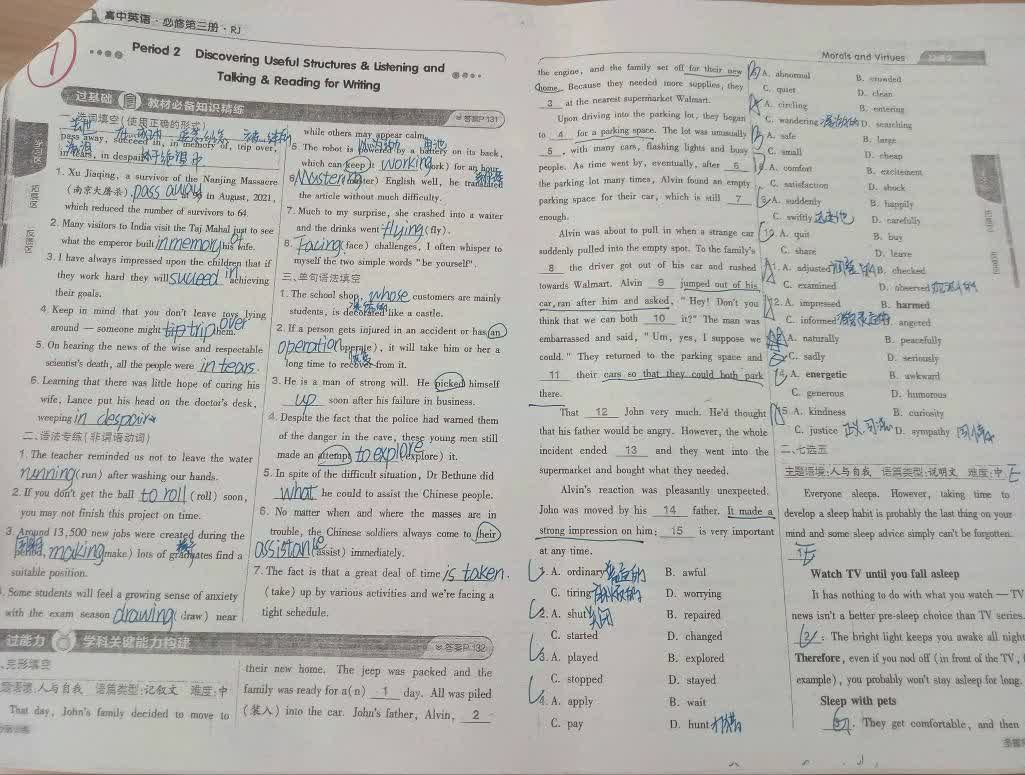 7
高中英语·必修第三册·RJ
Period 2 Discovering Useful Structures & Listening and
Talking & Reading for Writing
过基础 教材必备知识精练
答案P.131
一、选词填空(使用正确的形式)
pass away, succeed in, in memory of, trip over,
in tears, in despair
1. Xu Jiaqing, a survivor of the Nanjing Massacre
(南京大屠杀), pass away in August, 2021,
which reduced the number of survivors to 64.
2. Many visitors to India visit the Taj Mahal just to see
what the emperor built in memory of his wife.
3. I have always impressed upon the children that if
they work hard they will succeed in achieving
their goals.
4. Keep in mind that you don't leave toys lying
around — someone might trip over them.
5. On hearing the news of the wise and respectable
scientist's death, all the people were in tears.
6. Learning that there was little hope of curing his
wife, Lance put his head on the doctor's desk,
weeping in despair.
二、语法专练(非谓语动词)
1. The teacher reminded us not to leave the water
running (run) after washing our hands.
2. If you don't get the ball to roll (roll) soon,
you may not finish this project on time.
3. Around 13,500 new jobs were created during the
period, making (make) lots of graduates find a
suitable position.
4. Some students will feel a growing sense of anxiety
with the exam season drawing (draw) near
while others may appear calm.
5. The robot is powered by a battery on its back,
which can keep it working (work) for an hour.
6. English well, he translated
the article without much difficulty.
7. Much to my surprise, she crashed into a waiter
and the drinks went flying (fly).
8. Facing (face) challenges, I often whisper to
myself the two simple words "be yourself".
三、单句语法填空
1. The school shop, whose customers are mainly
students, is decorated like a castle.
2. If a person gets injured in an accident or has an
operation (operate), it will take him or her a
long time to recover from it.
3. He is a man of strong will. He picked himself
up soon after his failure in business.
4. Despite the fact that the police had warned them
of the danger in the cave, these young men still
made an attempt to explore (explore) it.
5. In spite of the difficult situation, Dr Bethune did
what he could to assist the Chinese people.
6. No matter when and where the masses are in
trouble, the Chinese soldiers always come to their
assistance (assist) immediately.
7. The fact is that a great deal of time is taken
(take) up by various activities and we're facing a
tight schedule.
过能力 学科关键能力构建
答案P.132
完形填空
主题语境:人与自我 语篇类型:记叙文 难度:中
That day, John's family decided to move to
their new home. The jeep was packed and the
family was ready for a(n) 1 day. All was piled
(装入) into the car. John's father, Alvin, 2
Morals and Virtues
the engine, and the family set off for their new
home. Because they needed more supplies, they
3 at the nearest supermarket Walmart.
Upon driving into the parking lot, they began
to 4 for a parking space. The lot was unusually
5, with many cars, flashing lights and busy
people. As time went by, eventually, after 6
the parking lot many times, Alvin found an empty
parking space for their car, which is still 7
enough.
Alvin was about to pull in when a strange car
suddenly pulled into the empty spot. To the family's
8 the driver got out of his car and rushed
towards Walmart. Alvin 9 jumped out of his
car, ran after him and asked, "Hey! Don't you
think that we can both 10 it?" The man was
embarrassed and said, "Um, yes, I suppose we
could." They returned to the parking space and
11 their cars so that they could both park
there.
That 12 John very much. He'd thought
that his father would be angry. However, the whole
incident ended 13 and they went into the
supermarket and bought what they needed.
Alvin's reaction was pleasantly unexpected.
John was moved by his 14 father. It made a
strong impression on him: 15 is very important
at any time.
1. A. ordinary B. awful
C. tiring D. worrying
2. A. shut 关闭 B. repaired
C. started D. changed
3. A. played B. explored
C. stopped D. stayed
4. A. apply B. wait
C. pay D. hunt
A. abnormal B. crowded
C. quiet D. clean
A. circling B. entering
C. wandering D. searching
A. safe B. large
C. small D. cheap
A. comfort B. excitement
C. satisfaction D. shock
A. suddenly B. happily
C. swiftly D. carefully
A. quit B. buy
C. share D. leave
1. A. adjusted B. checked
C. examined D. observed
2. A. impressed B. harmed
C. informed D. angered
A. naturally B. peacefully
C. sadly D. seriously
4. A. energetic B. awkward
C. generous D. humorous
5. A. kindness B. curiosity
C. justice D. sympathy
二、七选五
主题语境:人与自我 语篇类型:说明文 难度:中
Everyone sleeps. However, taking time to
develop a sleep habit is probably the last thing on your
mind and some sleep advice simply can't be forgotten.
1 E
Watch TV until you fall asleep
It has nothing to do with what you watch — TV
news isn't a better pre-sleep choice than TV series.
2. The bright light keeps you awake all night
Therefore, even if you nod off (in front of the TV,
example), you probably won't stay asleep for long.
Sleep with pets
3. They get comfortable, and then